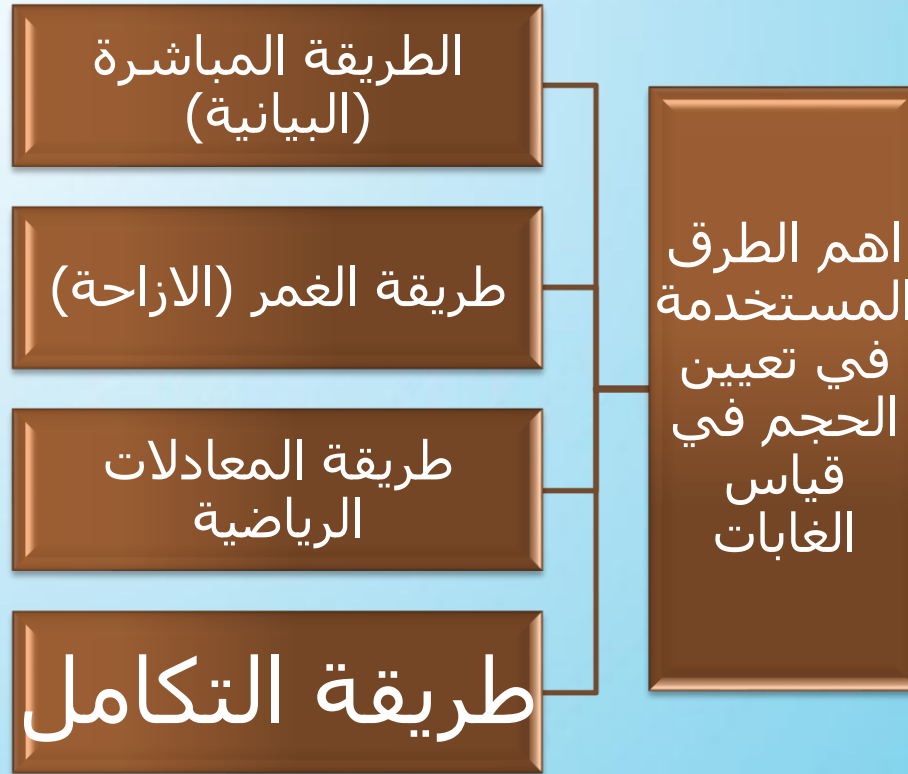 اهم الطرق
المستخدمة
في تعيين
الحجم في
قياس
الغابات
الطريقة المباشرة
(البيانية)
طريقة الغمر (الازاحة)
طريقة المعادلات
الرياضية
طريقة التكامل